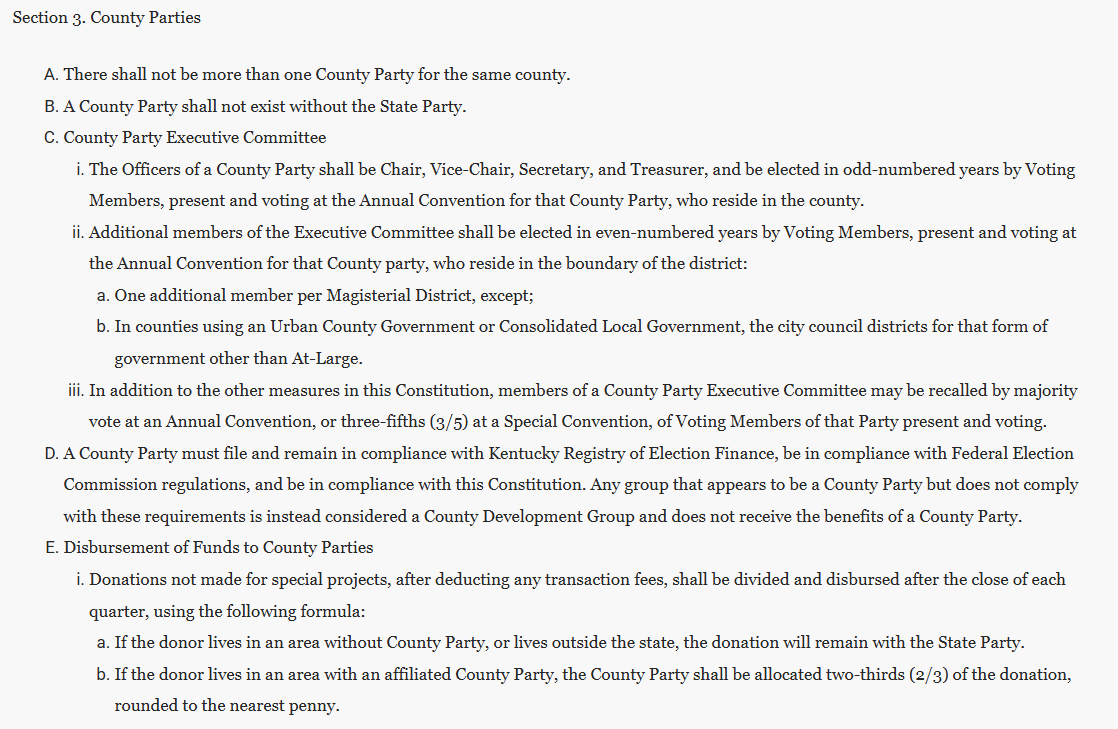 Section 3. County Parties
A. There shall not be more than one County Party for the same county.
B. A County Party shall not exist without the State Party.
C. County Party Executive Committee
i. The Officers of a County Party shall be Chair, Vice-Chair, Secretary, and Treasurer, and be elected in odd-numbered years by Voting
Members, present and voting at the Annual Convention for that County Party, who reside in the county.
ii. Additional members of the Executive Committee shall be elected in even-numbered years by Voting Members, present and voting at
the Annual Convention for that County party, who reside in the boundary of the district:
a. One additional member per Magisterial District, except;
b. In counties using an Urban County Government or Consolidated Local Government, the city council districts for that form of
government other than At-Large.
iii. In addition to the other measures in this Constitution, members of a County Party Executive Committee may be recalled by majority
vote at an Annual Convention, or three-fifths (3/5) at a Special Convention, of Voting Members of that Party present and voting.
D. A County Party must file and remain in compliance with Kentucky Registry of Election Finance, be in compliance with Federal Election
Commission regulations, and be in compliance with this Constitution. Any group that appears to be a County Party but does not comply
with these requirements is instead considered a County Development Group and does not receive the benefits of a County Party.
E. Disbursement of Funds to County Parties
i. Donations not made for special projects, after deducting any transaction fees, shall be divided and disbursed after the close of each
quarter, using the following formula:
a. If the donor lives in an area without County Party, or lives outside the state, the donation will remain with the State Party.
b. If the donor lives in an area with an affiliated County Party, the County Party shall be allocated two-thirds (2/3) of the donation,
rounded to the nearest penny.